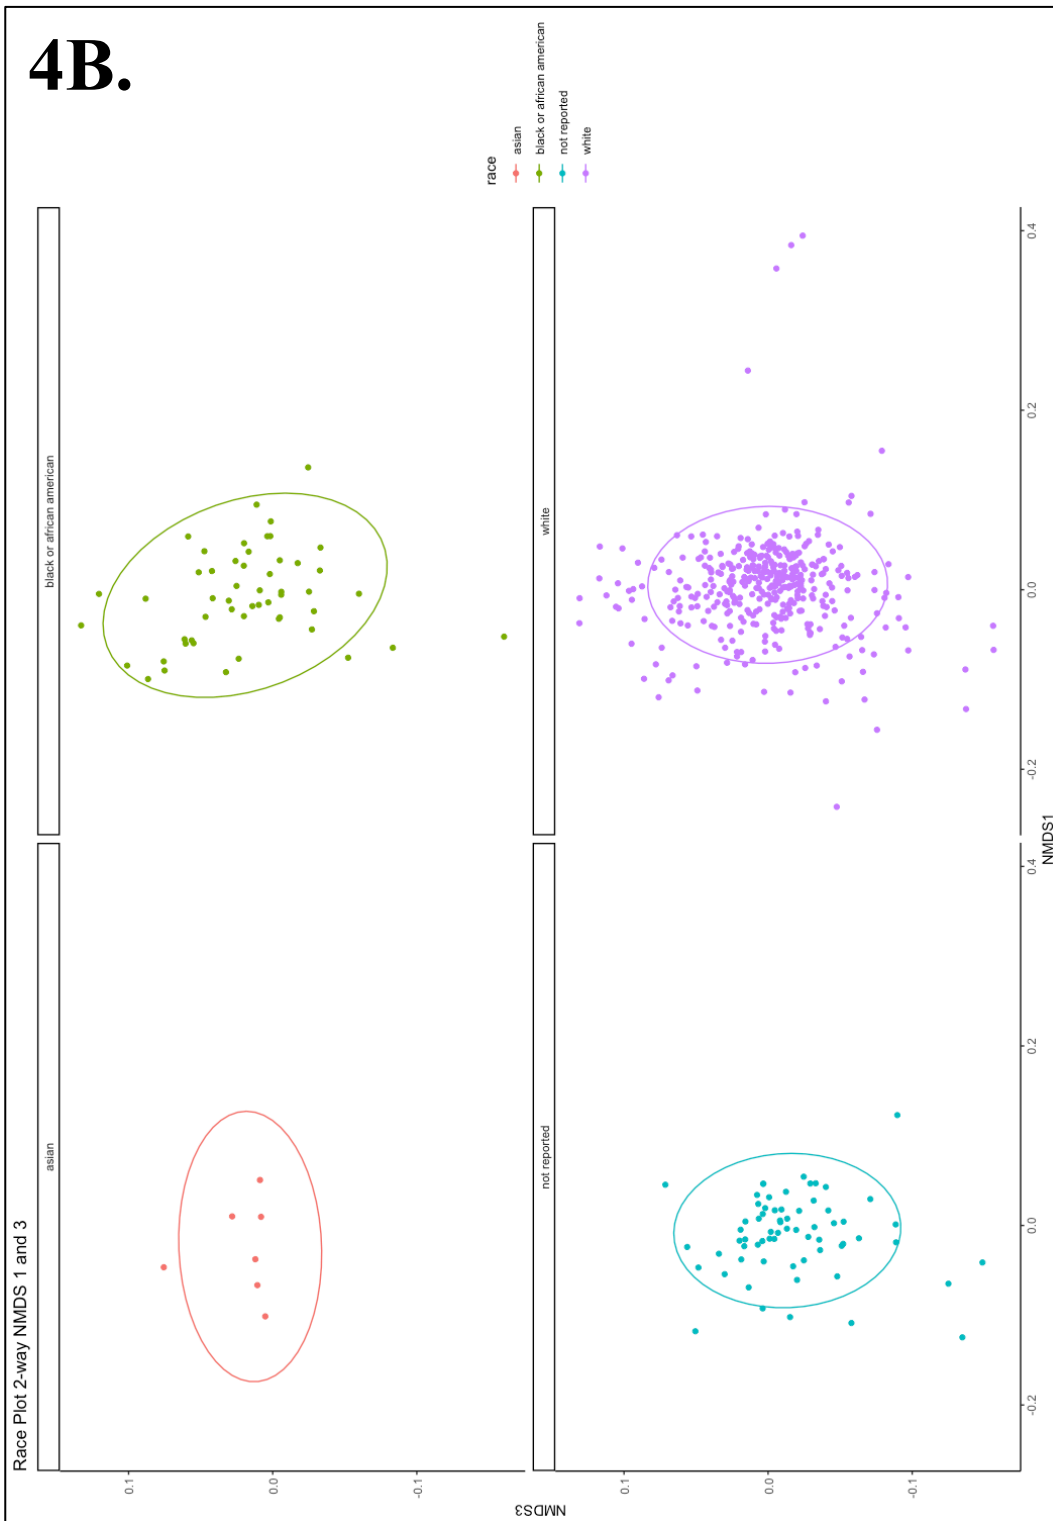 4B.
Race Plot 2-way NMDS 1 and 3
asian
black or african american
not reported
white
0.1
0.0
-0.1
0.1
0.0
-0.1
NMDS3
-0.2
0.0
0.2
0.4
-0.2
0.0
0.2
0.4
NMDS1
race
asian
black or african american
not reported
white